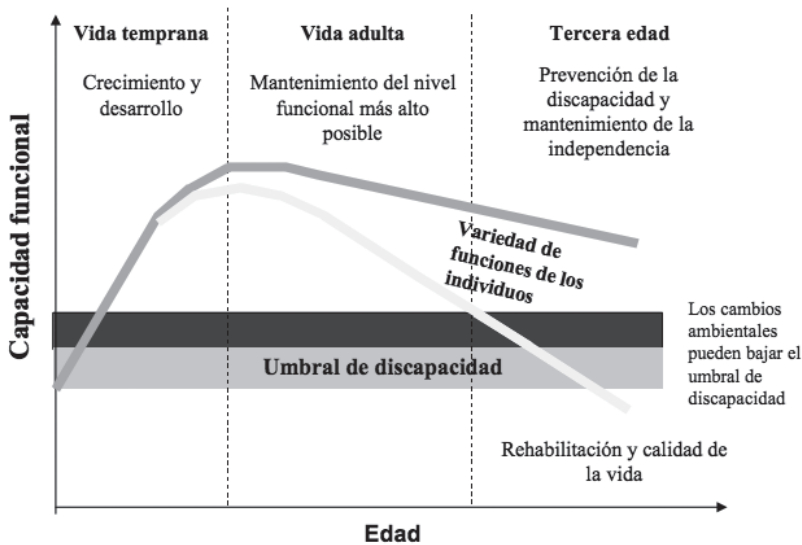 Vida temprana
Crecimiento y
desarrollo
Vida adulta
Mantenimiento del nivel
funcional más alto
posible
Tercera edad
Prevención de la
discapacidad y
mantenimiento de la
independencia
Capacidad funcional
Variedad de
funciones de los
individuos
Umbral de discapacidad
Los cambios
ambientales
pueden bajar el
umbral de
discapacidad
Rehabilitación y calidad de
la vida
Edad